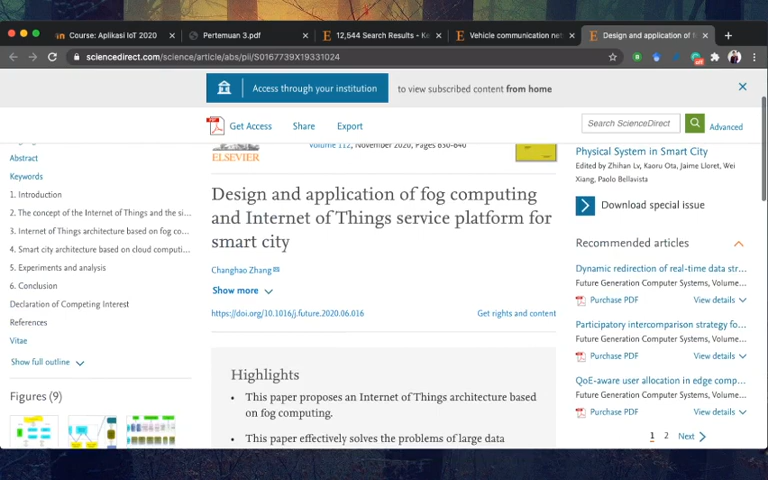 Course: Aplikasi IoT 2020
Pertemuan 3.pdf
12,544 Search Results - Ke
Vehicle communication net
Design and application of f
sciencedirect.com/science/article/abs/pii/S0167739X19331024
Access through your institution
to view subscribed content from home
Get Access
Share
Export
Search ScienceDirect
Advanced
ELSEVIER
Volume 112, November 2020, Pages 630-640
Abstract
Keywords
1. Introduction
2. The concept of the Internet of Things and the si...
3. Internet of Things architecture based on fog co...
4. Smart city architecture based on cloud computi...
5. Experiments and analysis
6. Conclusion
Declaration of Competing Interest
References
Vitae
Show full outline
Figures (9)
Design and application of fog computing
and Internet of Things service platform for
smart city
Changhao Zhang
Show more
https://doi.org/10.1016/j.future.2020.06.016
Get rights and content
Highlights
• This paper proposes an Internet of Things architecture based
on fog computing.
• This paper effectively solves the problems of large data
Physical System in Smart City
Edited by Zhihan Lv, Kaoru Ota, Jaime Lloret, Wei
Xiang, Paolo Bellavista
Download special issue
Recommended articles
Dynamic redirection of real-time data str...
Future Generation Computer Systems, Volume...
Purchase PDF
View details
Participatory intercomparison strategy fo...
Future Generation Computer Systems, Volume...
Purchase PDF
View details
QoE-aware user allocation in edge comp...
Future Generation Computer Systems, Volume...
Purchase PDF
View details
1 2 Next